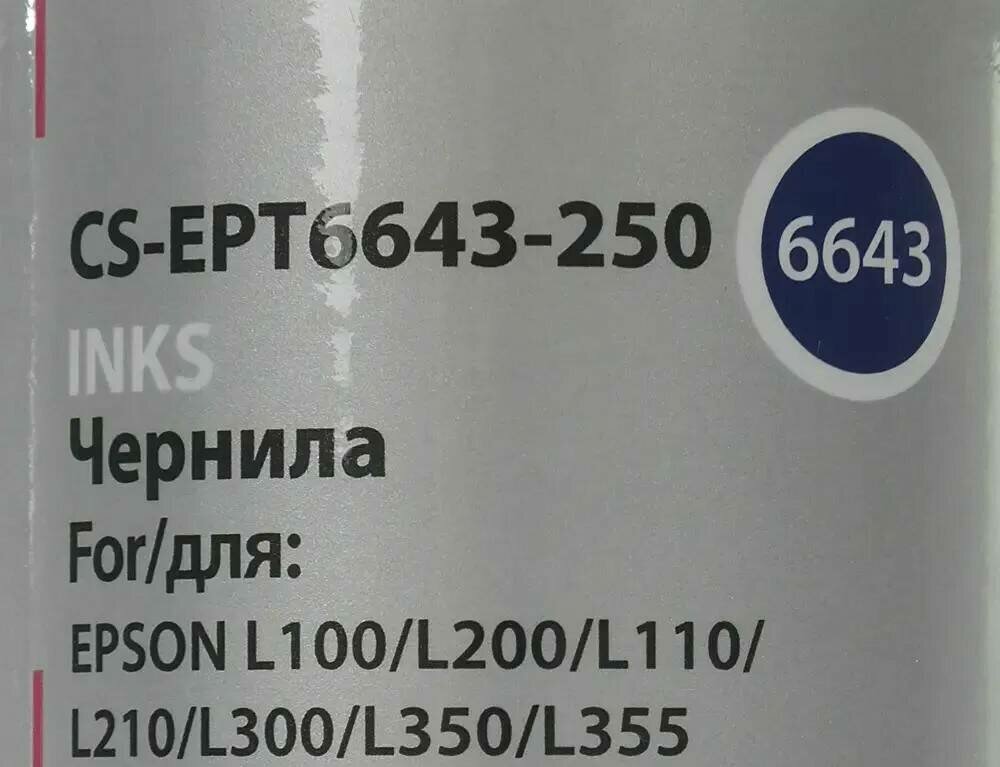 CS-EPT6643-250
6643
INKS
Чернила
For/для:
EPSON L100/L200/L110/
L210/L300/L350/L355